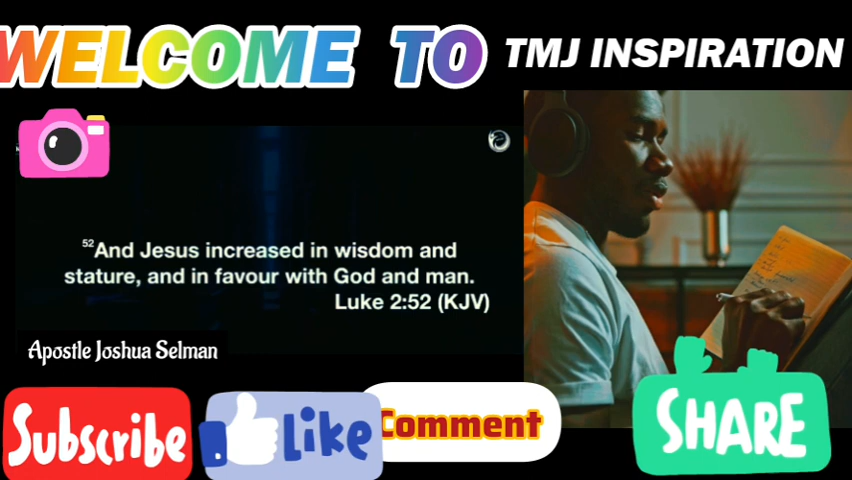 WELCOME TO TMJ INSPIRATION
52And Jesus increased in wisdom and
stature, and in favour with God and man.
Luke 2:52 (KJV)
Apostle Joshua Selman
Subscribe
Like
Comment
SHARE